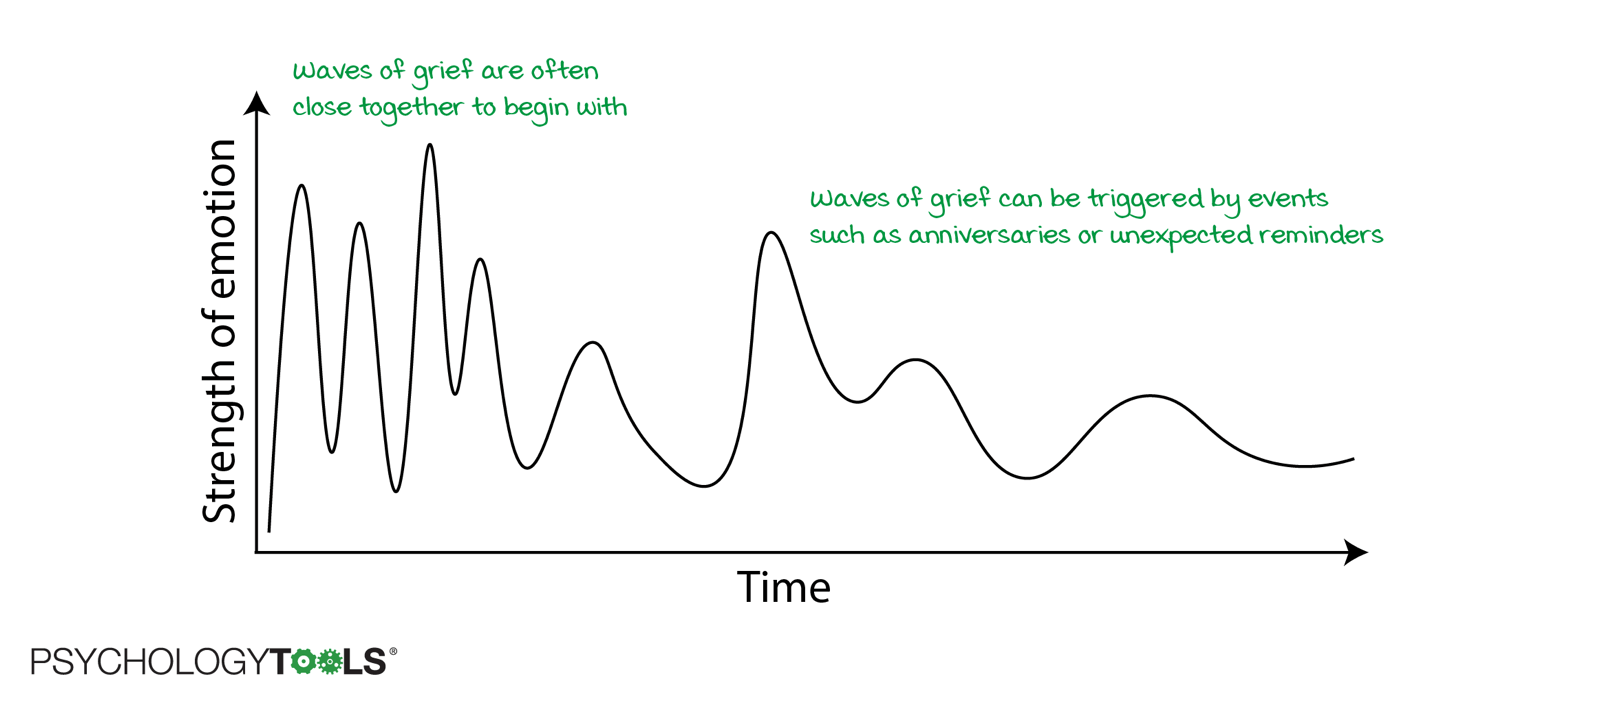 Waves of grief are often
close together to begin with
Strength of emotion
Waves of grief can be triggered by events
such as anniversaries or unexpected reminders
Time
PSYCHOLOGYTOOLS®